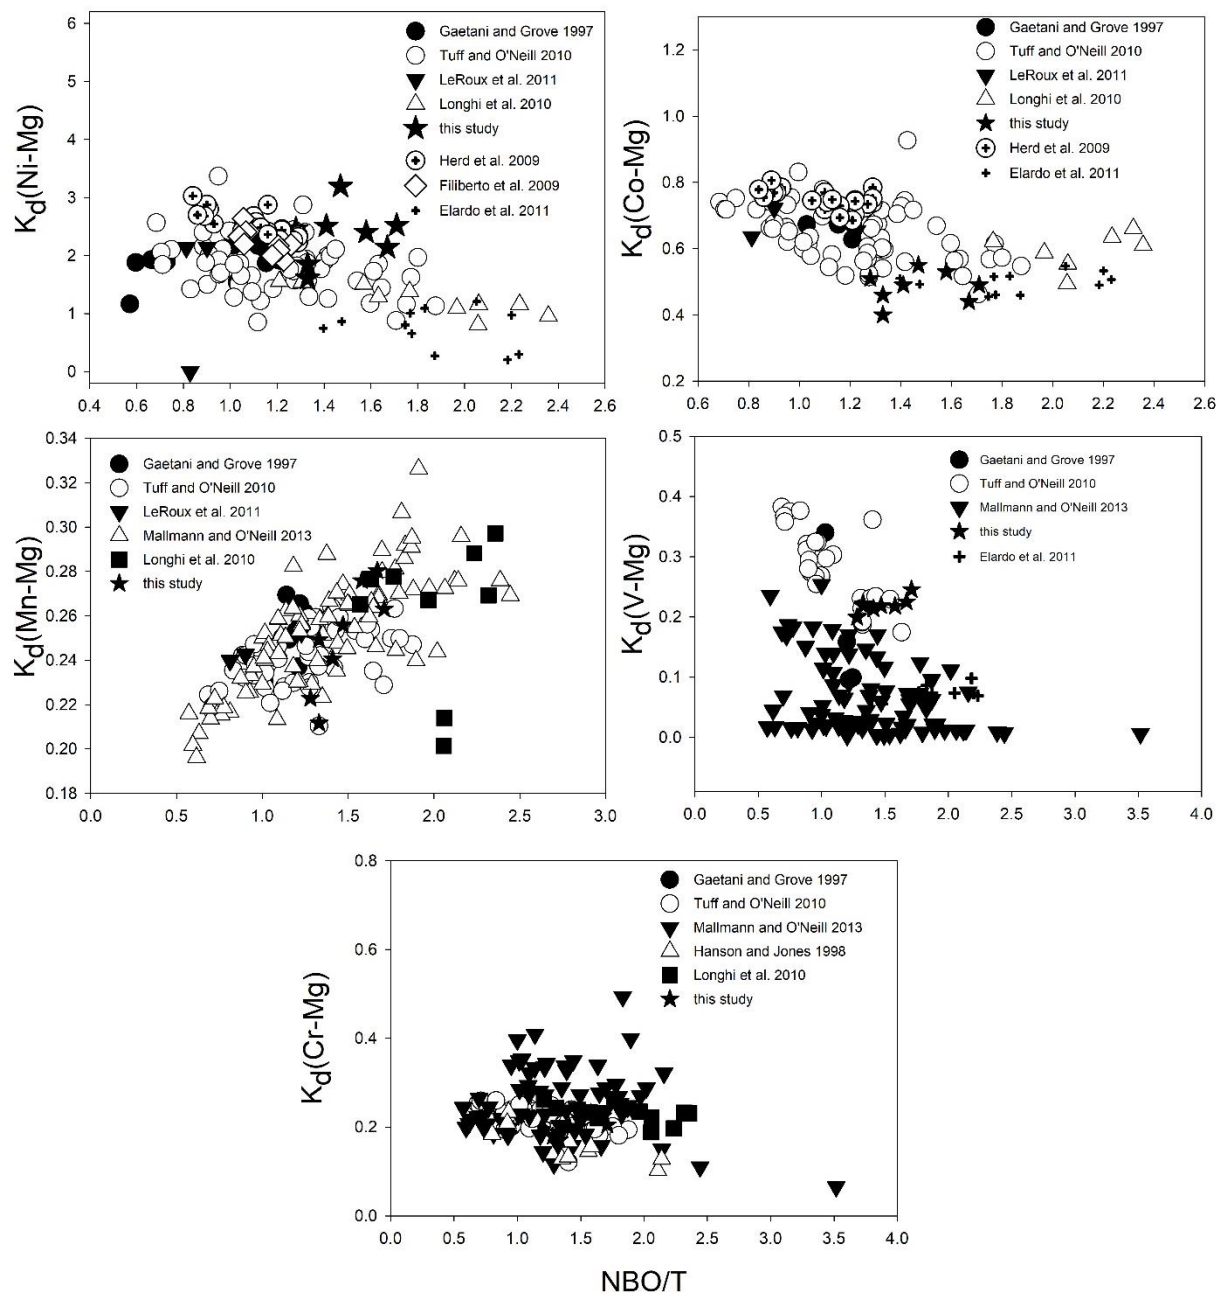 6
5
4
3
2
1
0
K_d(Ni-Mg)
Gaetani and Grove 1997
Tuff and O'Neill 2010
LeRoux et al. 2011
Longhi et al. 2010
this study
Herd et al. 2009
Filiberto et al. 2009
Elardo et al. 2011
0.4 0.6 0.8 1.0 1.2 1.4 1.6 1.8 2.0 2.2 2.4 2.6
1.2
1.0
0.8
0.6
0.4
0.2
K_d(Co-Mg)
Gaetani and Grove 1997
Tuff and O'Neill 2010
LeRoux et al. 2011
Longhi et al. 2010
this study
Herd et al. 2009
Elardo et al. 2011
0.6 0.8 1.0 1.2 1.4 1.6 1.8 2.0 2.2 2.4 2.6
0.34
0.32
0.30
0.28
0.26
0.24
0.22
0.20
0.18
K_d(Mn-Mg)
Gaetani and Grove 1997
Tuff and O'Neill 2010
LeRoux et al. 2011
Mallmann and O'Neill 2013
Longhi et al. 2010
this study
0.0 0.5 1.0 1.5 2.0 2.5 3.0
0.5
0.4
0.3
0.2
0.1
0.0
K_d(V-Mg)
Gaetani and Grove 1997
Tuff and O'Neill 2010
Mallmann and O'Neill 2013
this study
Elardo et al. 2011
0.0 0.5 1.0 1.5 2.0 2.5 3.0 3.5 4.0
0.8
0.6
0.4
0.2
0.0
K_d(Cr-Mg)
Gaetani and Grove 1997
Tuff and O'Neill 2010
Mallmann and O'Neill 2013
Hanson and Jones 1998
Longhi et al. 2010
this study
0.0 0.5 1.0 1.5 2.0 2.5 3.0 3.5 4.0
NBO/T